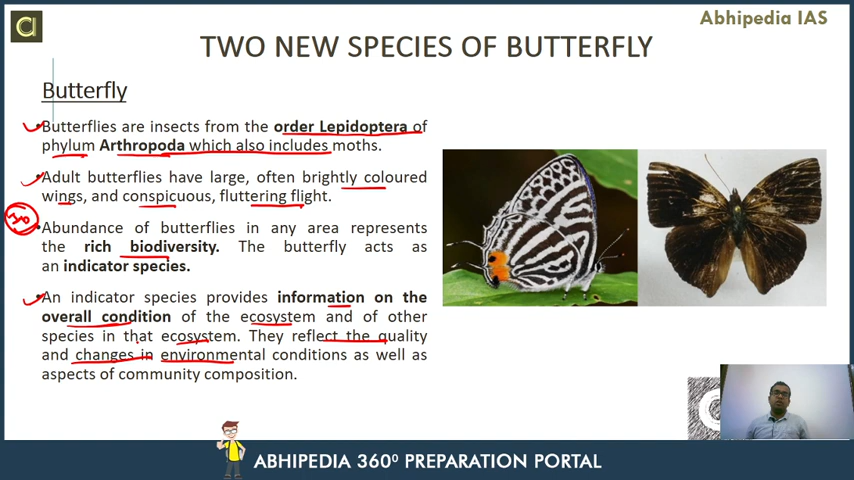 Abhipedia IAS
TWO NEW SPECIES OF BUTTERFLY
Butterfly
Butterflies are insects from the order Lepidoptera of
phylum Arthropoda which also includes moths.
Adult butterflies have large, often brightly coloured
wings, and conspicuous, fluttering flight.
Abundance of butterflies in any area represents
the rich biodiversity. The butterfly acts as
an indicator species.
An indicator species provides information on the
overall condition of the ecosystem and of other
species in that ecosystem. They reflect the quality
and changes in environmental conditions as well as
aspects of community composition.
ABHIPEDIA 360⁰ PREPARATION PORTAL